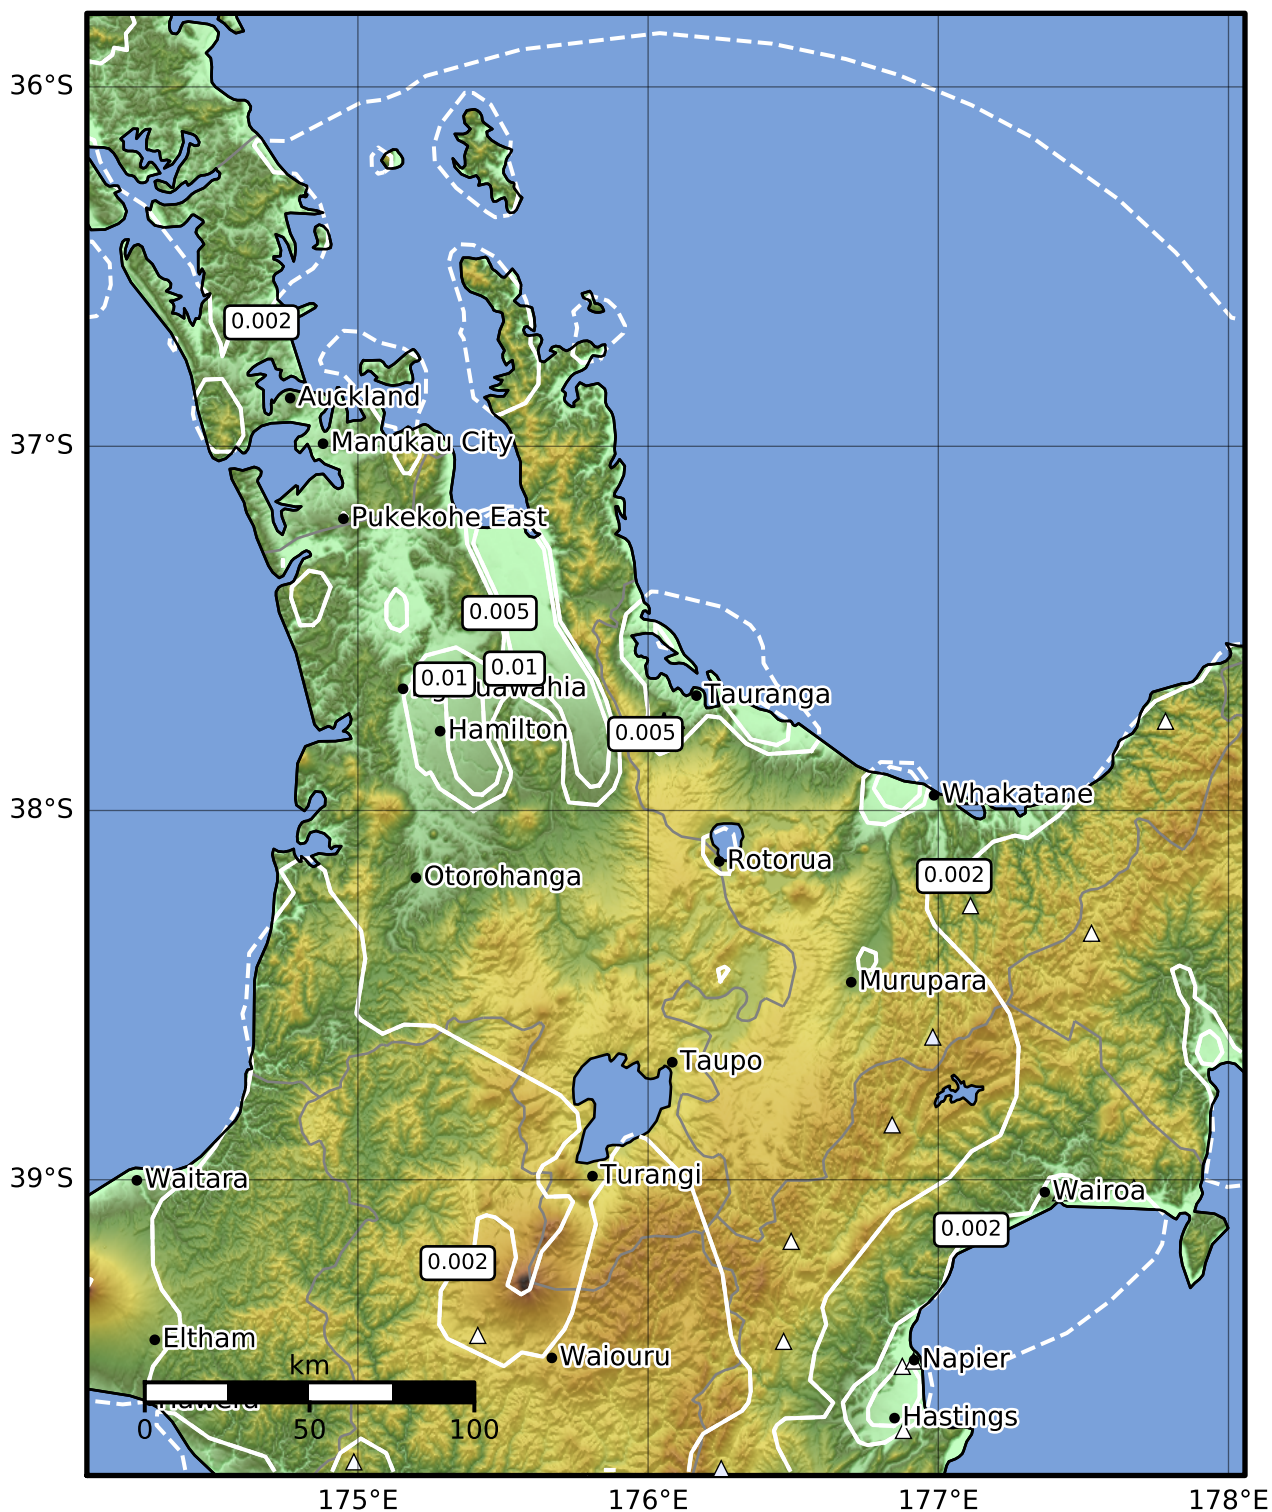 36°S
0.002
Auckland
37°S
Manukau City
Pukekohe East
0.005
0.01
0.01
Tauranga
Hamilton
0.005
Whakatane
38°S
Rotorua
Otorohanga
0.002
Murupara
Taupo
39°S
Turangi
Waitara
Wairoa
0.002
0.002
Eltham
Waiouru
Napier
km
Hastings
0
50
100
175°E
176°E
177°E
178°E